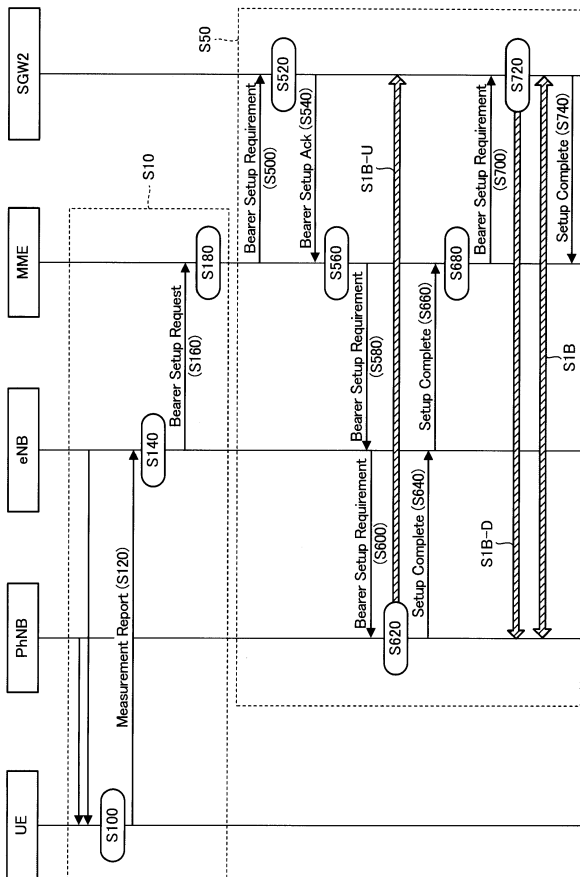 UE
PhNB
eNB
MME
SGW2
S10
S50
S100
Measurement Report (S120)
S140
Bearer Setup Request
(S160)
S180
Bearer Setup Requirement
(S500)
S520
Bearer Setup Ack (S540)
S560
Bearer Setup Requirement
(S580)
Bearer Setup Requirement
(S600)
S620
S1B-U
Setup Complete (S640)
Setup Complete (S660)
S680
Bearer Setup Requirement
(S700)
S720
S1B-D
S1B
Setup Complete (S740)